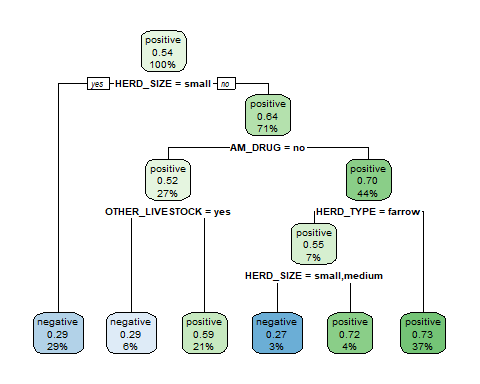 positive
0.54
100%
yes HERD_SIZE = small no
positive
0.64
71%
AM_DRUG = no
positive
0.52
27%
positive
0.70
44%
OTHER_LIVESTOCK = yes
HERD_TYPE = farrow
positive
0.55
7%
HERD_SIZE = small,medium
negative
0.29
29%
negative
0.29
6%
positive
0.59
21%
negative
0.27
3%
positive
0.72
4%
positive
0.73
37%